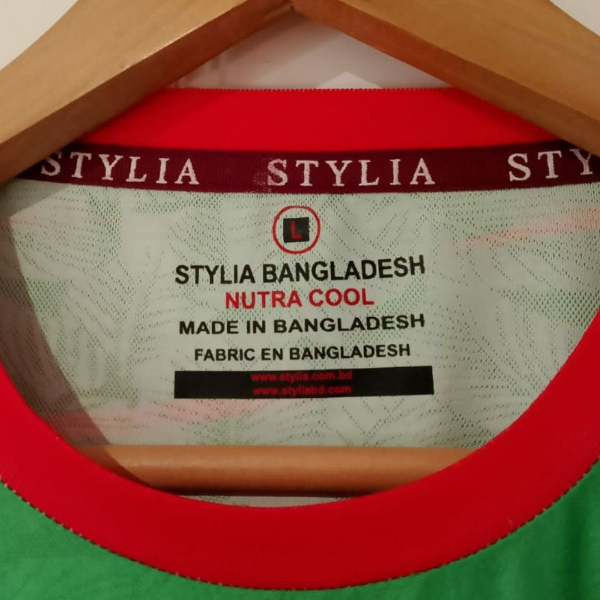 STYLIA STYLIA STY
L
STYLIA BANGLADESH
NUTRA COOL
MADE IN BANGLADESH
FABRIC EN BANGLADESH
www.stylia.com.bd
www.styliabd.com